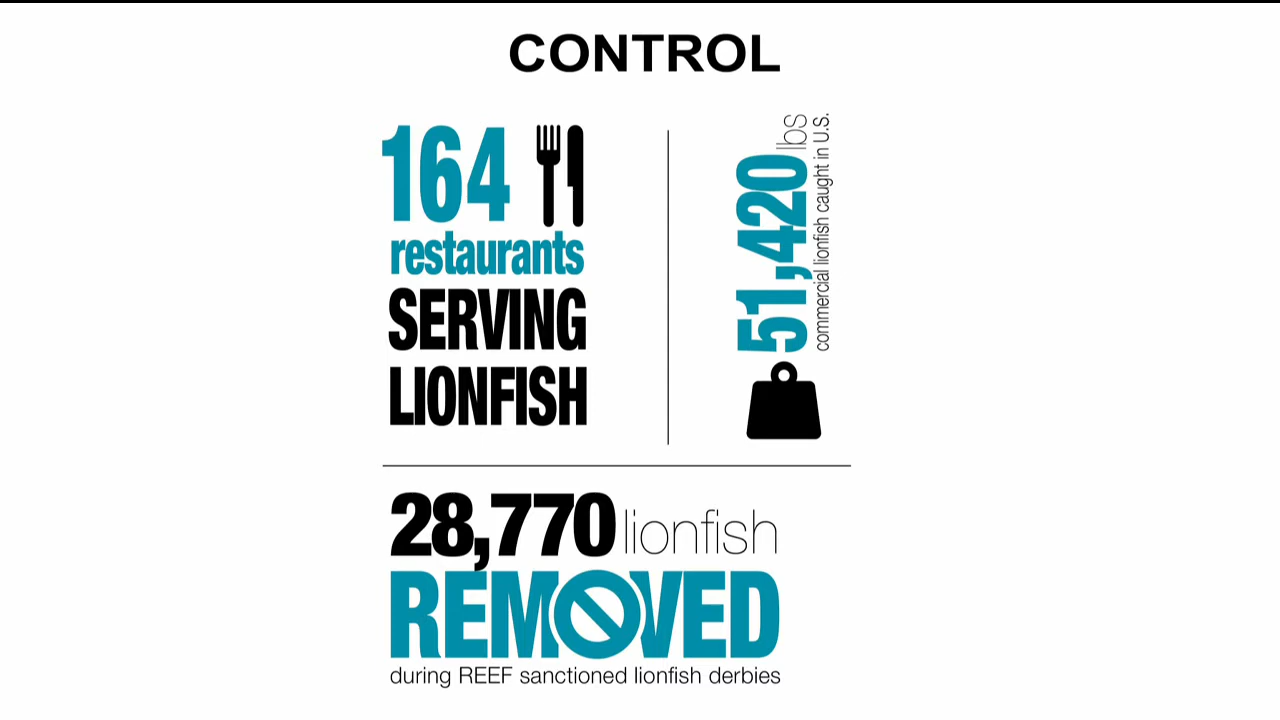 CONTROL
164
restaurants
SERVING
LIONFISH
51,420 lbs
commercial lionfish caught in U.S.
28,770 lionfish
REMOVED
during REEF sanctioned lionfish derbies